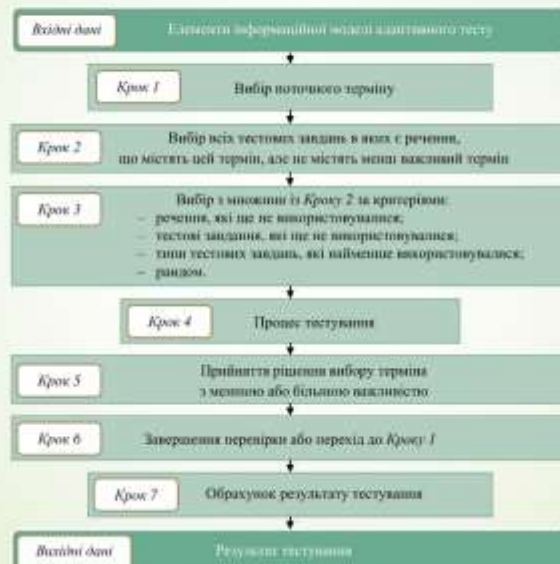 Вхідні дані
Елементи інформаційної моделі адаптивного тесту
Крок 1
Вибір поточного терміну
Крок 2
Вибір всіх тестових завдань в яких є речення,
що містять цей термін, але не містять менш важливий термін
Крок 3
Вибір з множини із Кроку 2 за критеріями:
– речення, які ще не використовувалися;
– тестові завдання, які ще не використовувалися;
– типи тестових завдань, які найменше використовувалися;
– рандом.
Крок 4
Процес тестування
Крок 5
Прийняття рішення вибору терміна
з меншою або більшою важливістю
Крок 6
Завершення перевірки або перехід до Кроку 1
Крок 7
Обрахунок результату тестування
Вихідні дані
Результат тестування